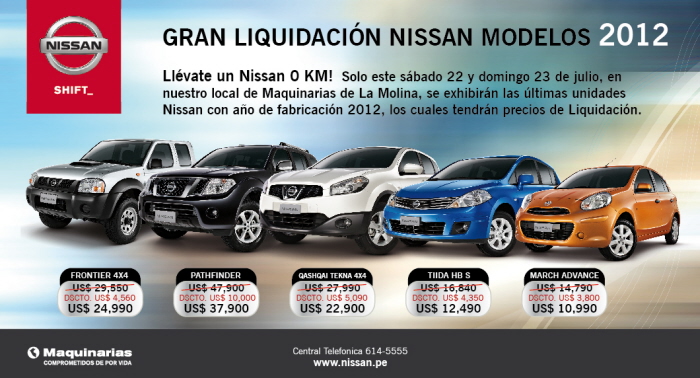 NISSAN
SHIFT_
GRAN LIQUIDACIÓN NISSAN MODELOS 2012
Llévate un Nissan 0 KM! Solo este sábado 22 y domingo 23 de julio, en
nuestro local de Maquinarias de La Molina, se exhibirán las últimas unidades
Nissan con año de fabricación 2012, los cuales tendrán precios de Liquidación.
FRONTIER 4X4
US$ 29,550
DSCTO. US$ 4,560
US$ 24,990
PATHFINDER
US$ 47,900
DSCTO. US$ 10,000
US$ 37,900
QASHQAI TEKNA 4X4
US$ 27,990
DSCTO. US$ 5,090
US$ 22,900
TIIDA HB S
US$ 16,840
DSCTO. US$ 4,350
US$ 12,490
MARCH ADVANCE
US$ 14,790
DSCTO. US$ 3,800
US$ 10,990
Maquinarias
COMPROMETIDOS DE POR VIDA
Central Telefonica 614-5555
www.nissan.pe